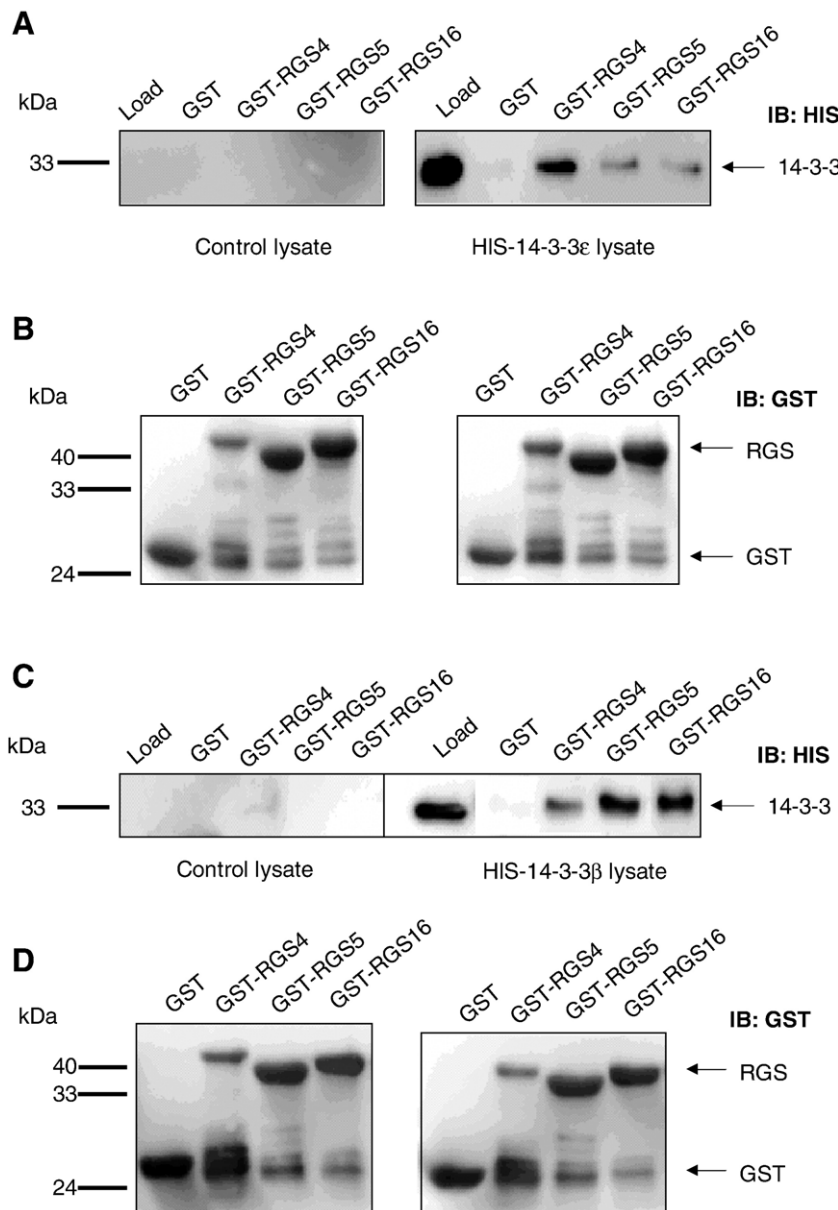 A
kDa
Load GST GST-RGS4 GST-RGS5 GST-RGS16 Load GST GST-RGS4 GST-RGS5 GST-RGS16
IB: HIS
33
14-3-3
Control lysate HIS-14-3-3ε lysate
B
kDa
GST GST-RGS4 GST-RGS5 GST-RGS16 GST GST-RGS4 GST-RGS5 GST-RGS16
IB: GST
40
RGS
33
24
GST
C
kDa
Load GST GST-RGS4 GST-RGS5 GST-RGS16 Load GST GST-RGS4 GST-RGS5 GST-RGS16
IB: HIS
33
14-3-3
Control lysate HIS-14-3-3β lysate
D
kDa
GST GST-RGS4 GST-RGS5 GST-RGS16 GST GST-RGS4 GST-RGS5 GST-RGS16
IB: GST
40
RGS
33
24
GST